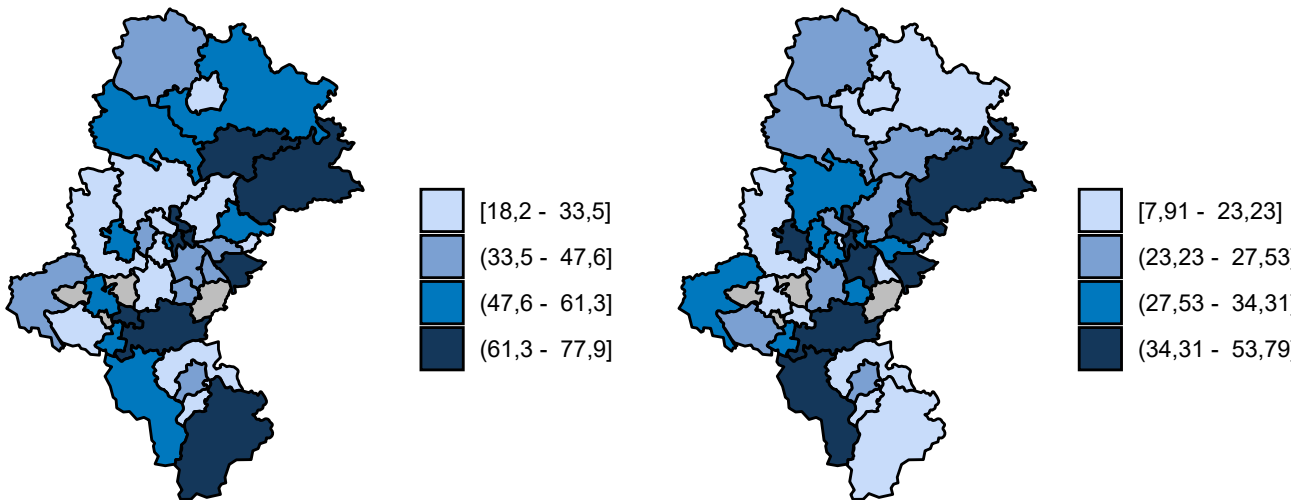 [18,2 - 33,5]
(33,5 - 47,6]
(47,6 - 61,3]
(61,3 - 77,9]
[7,91 - 23,23]
(23,23 - 27,53]
(27,53 - 34,31]
(34,31 - 53,79]